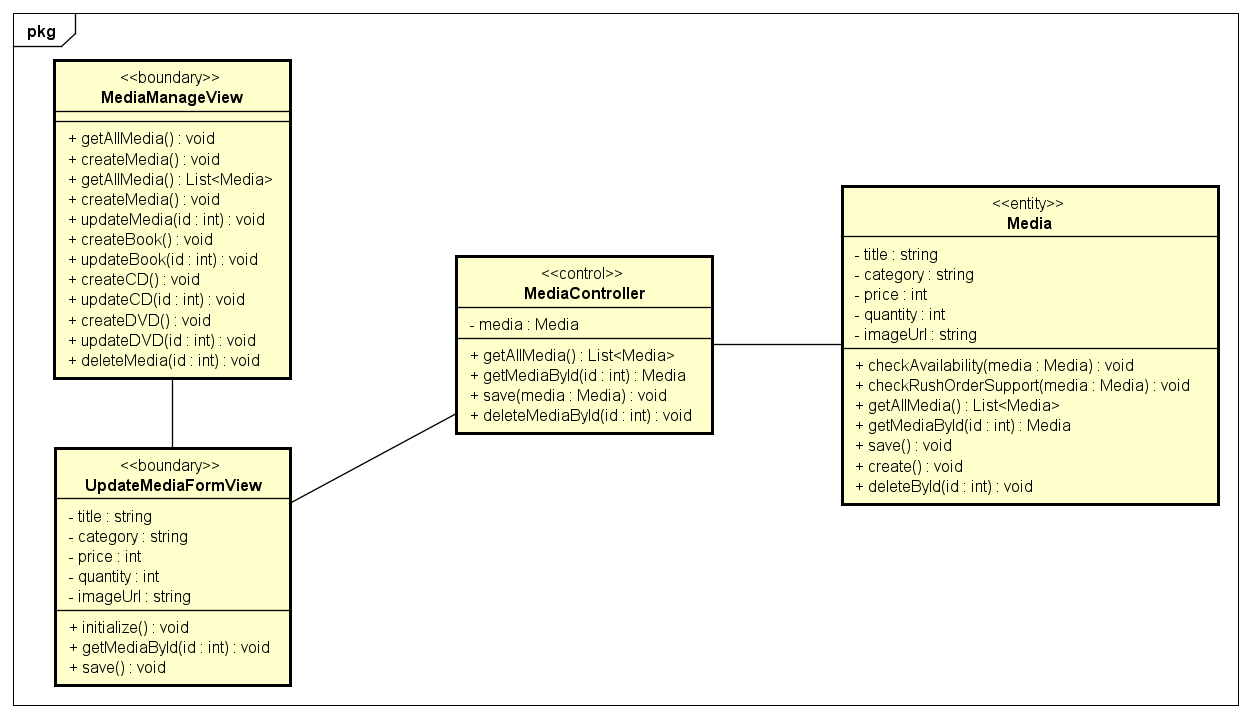 pkg
<<boundary>>
MediaManageView
+ getAllMedia() : void
+ createMedia() : void
+ getAllMedia() : List<Media>
+ createMedia() : void
+ updateMedia(id : int) : void
+ createBook() : void
+ updateBook(id : int) : void
+ createCD() : void
+ updateCD(id : int) : void
+ createDVD() : void
+ updateDVD(id : int) : void
+ deleteMedia(id : int) : void
<<boundary>>
UpdateMediaFormView
- title : string
- category : string
- price : int
- quantity : int
- imageUrl : string
+ initialize() : void
+ getMediaById(id : int) : void
+ save() : void
<<control>>
MediaController
- media : Media
+ getAllMedia() : List<Media>
+ getMediaById(id : int) : Media
+ save(media : Media) : void
+ deleteMediaById(id : int) : void
<<entity>>
Media
- title : string
- category : string
- price : int
- quantity : int
- imageUrl : string
+ checkAvailability(media : Media) : void
+ checkRushOrderSupport(media : Media) : void
+ getAllMedia() : List<Media>
+ getMediaById(id : int) : Media
+ save() : void
+ create() : void
+ deleteById(id : int) : void